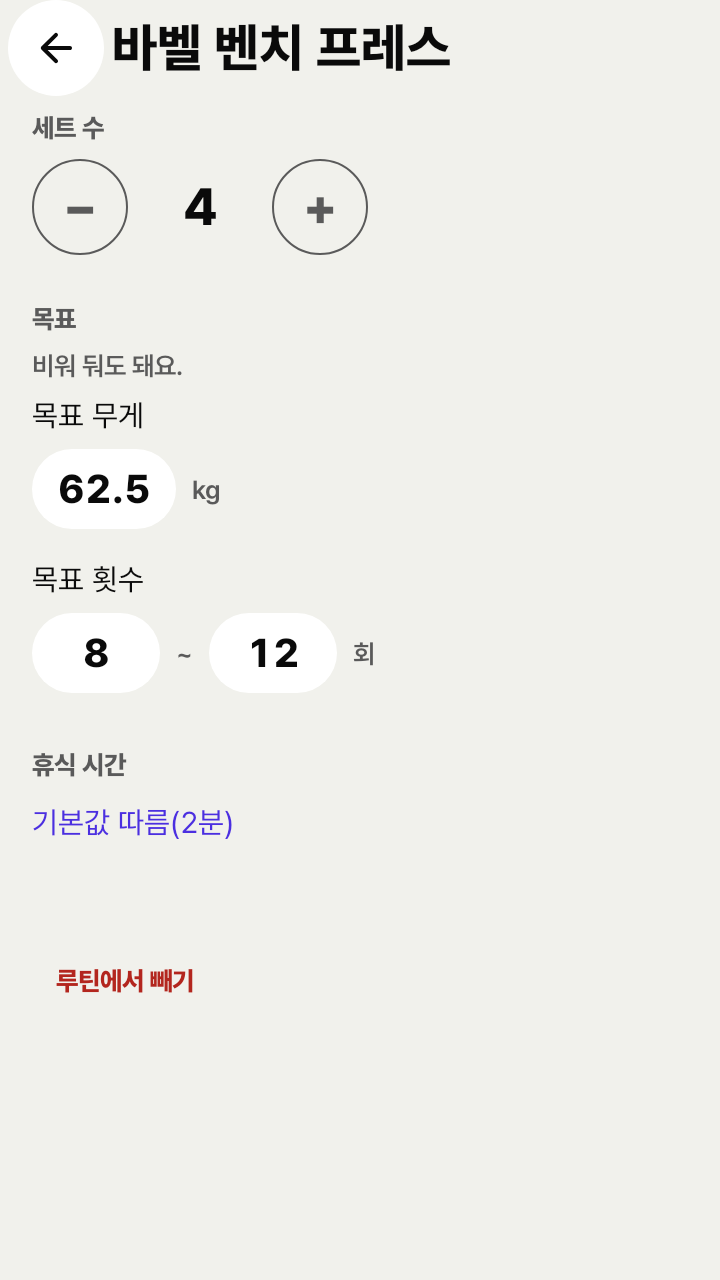 바벨 벤치 프레스
세트 수
− 4 +
목표
비워 둬도 돼요.
목표 무게
62.5 kg
목표 횟수
8 ~ 12 회
휴식 시간
기본값 따름(2분)
루틴에서 빼기